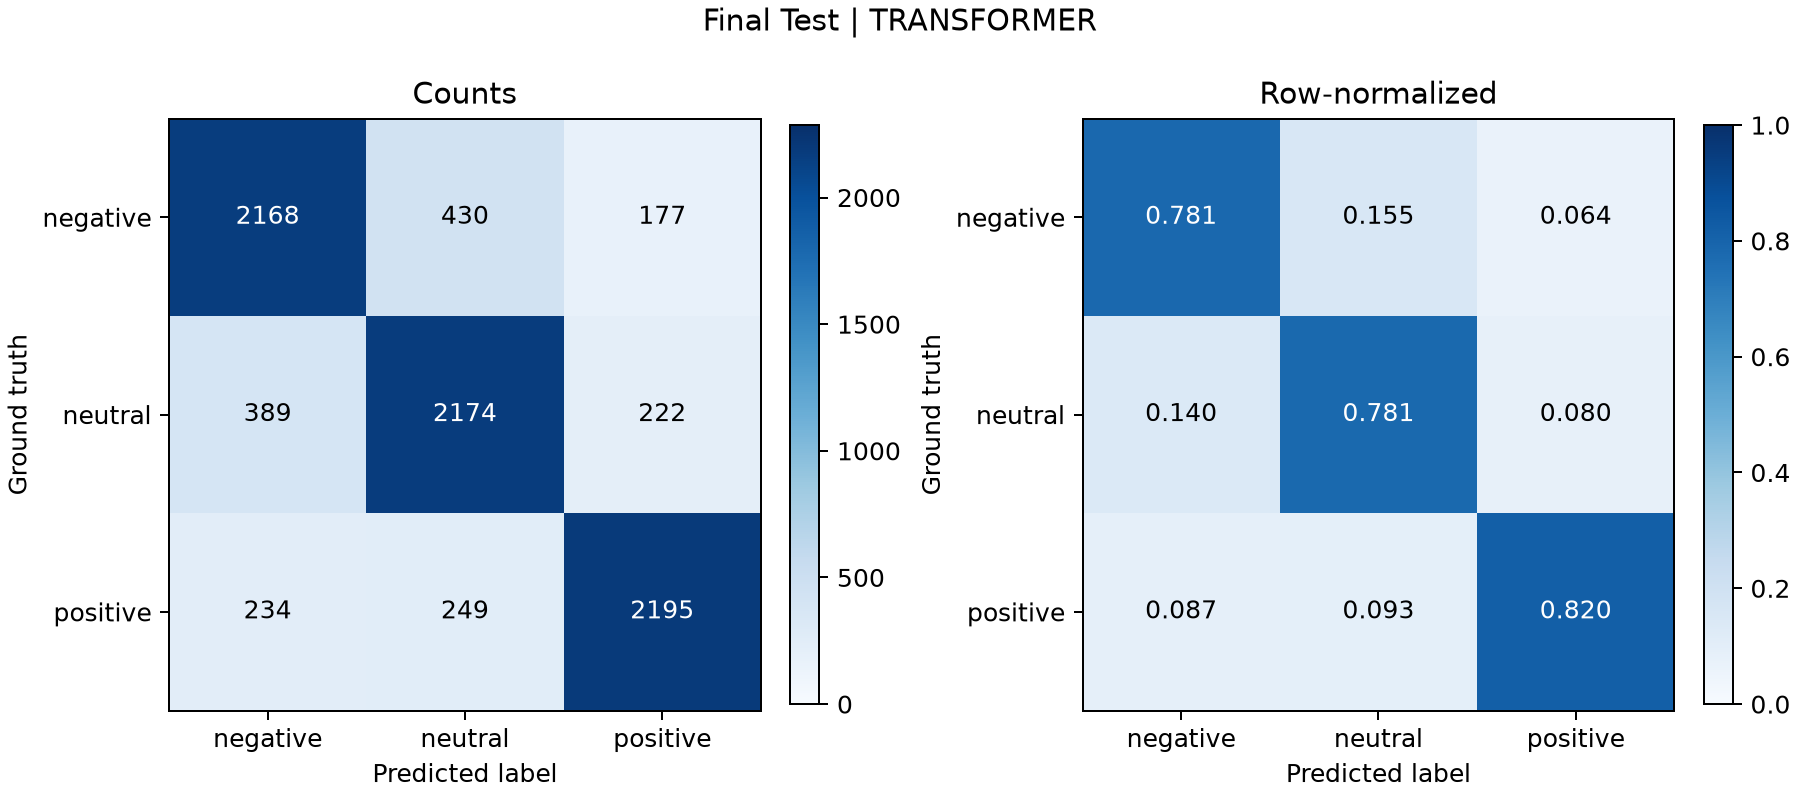 Final Test | TRANSFORMER
Counts
Ground truth
negative
neutral
positive
2168 430 177
389 2174 222
234 249 2195
negative neutral positive
Predicted label
2000
1500
1000
500
0
Row-normalized
Ground truth
negative
neutral
positive
0.781 0.155 0.064
0.140 0.781 0.080
0.087 0.093 0.820
negative neutral positive
Predicted label
1.0
0.8
0.6
0.4
0.2
0.0